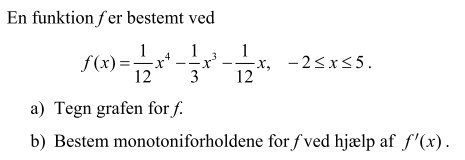 En funktion f er bestemt ved
f(x) = 1/12 x⁴ − 1/3 x³ − 1/12 x, −2 ≤ x ≤ 5.
a) Tegn grafen for f.
b) Bestem monotoniforholdene for f ved hjælp af f′(x).